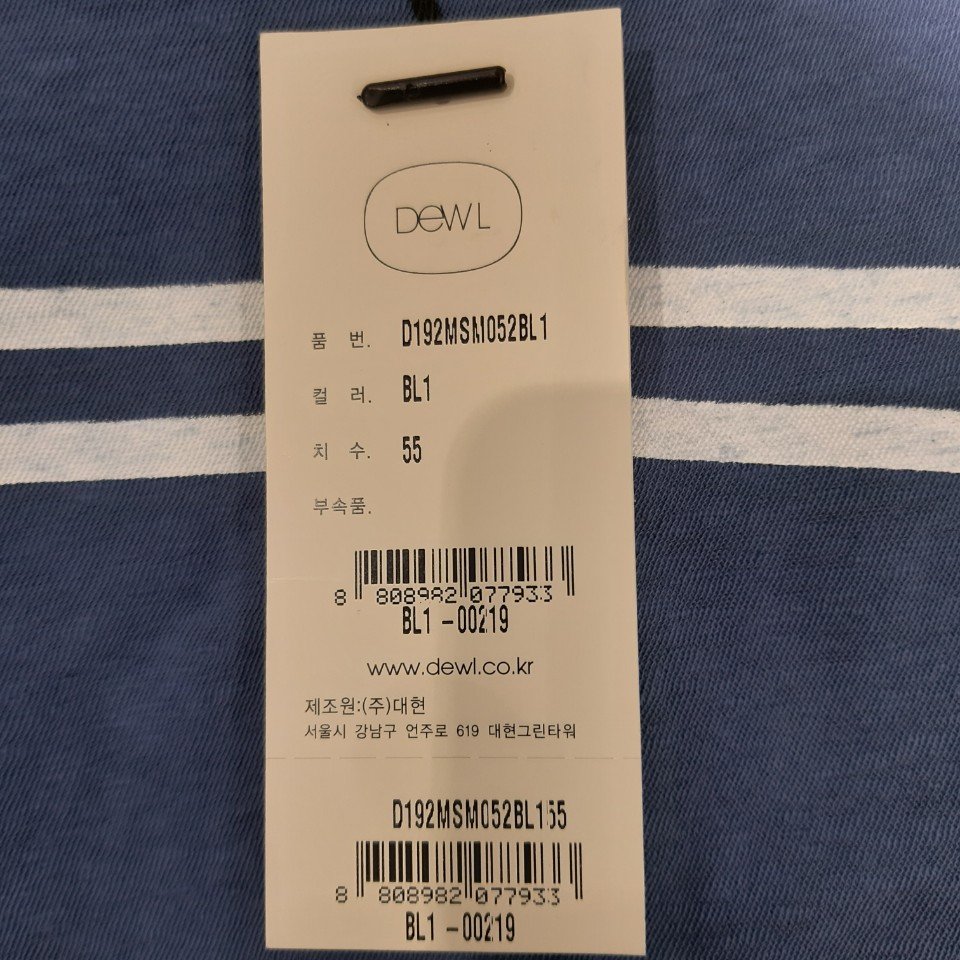 DEWL
품 번. D192MSM052BL1
컬 러. BL1
치 수. 55
부속품.
8 808982 077933
BL1 -00219
www.dewl.co.kr
제조원:(주)대현
서울시 강남구 언주로 619 대현그린타워
D192MSM052BL155
8 808982 077933
BL1 -00219